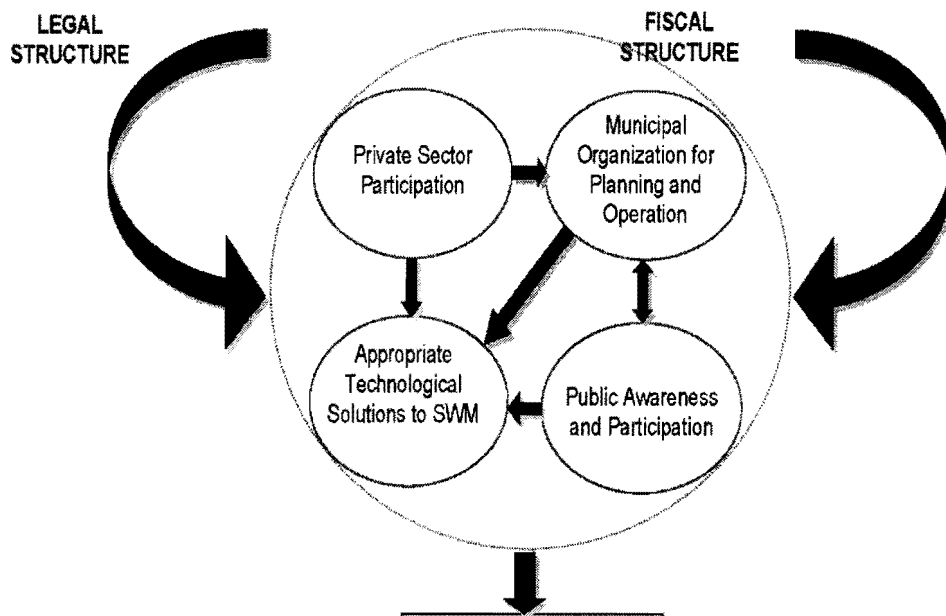 LEGAL
STRUCTURE
FISCAL
STRUCTURE
Private Sector
Participation
Municipal
Organization for
Planning and
Operation
Appropriate
Technological
Solutions to SWM
Public Awareness
and Participation